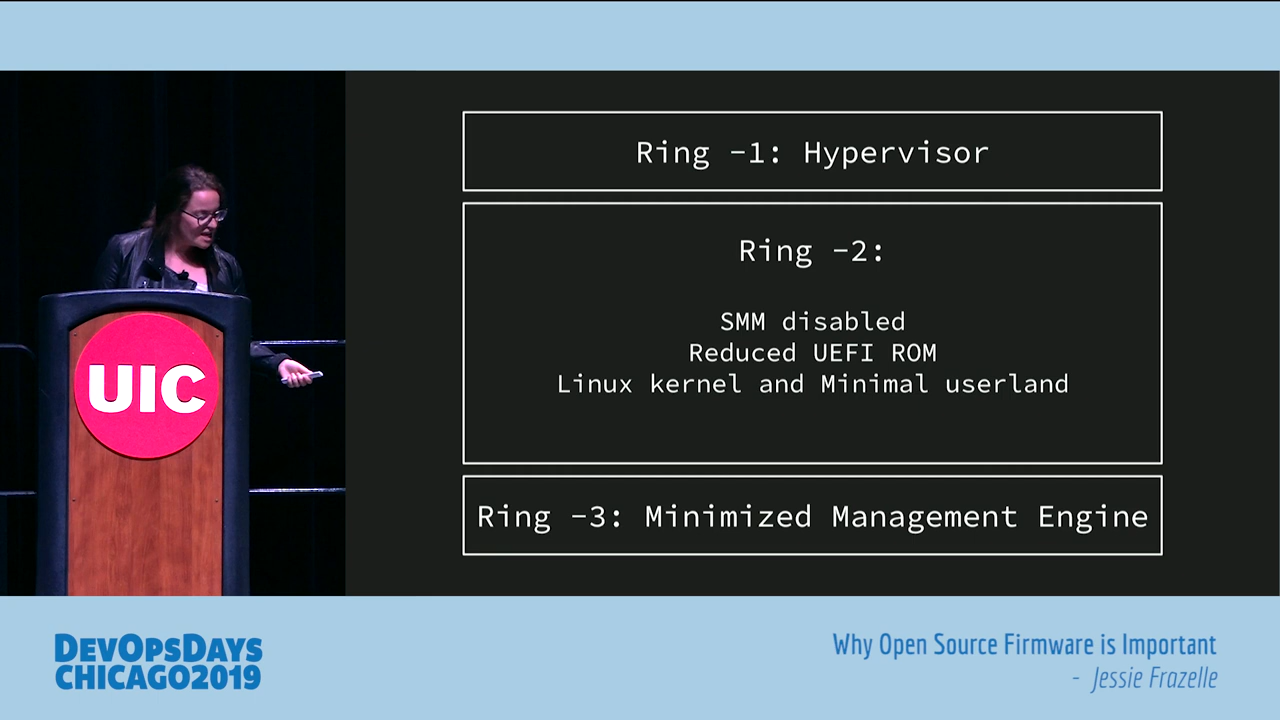 Ring -1: Hypervisor
Ring -2:
SMM disabled
Reduced UEFI ROM
Linux kernel and Minimal userland
Ring -3: Minimized Management Engine
UIC
DEVOPSDAYS
CHICAGO2019
Why Open Source Firmware is Important
- Jessie Frazelle